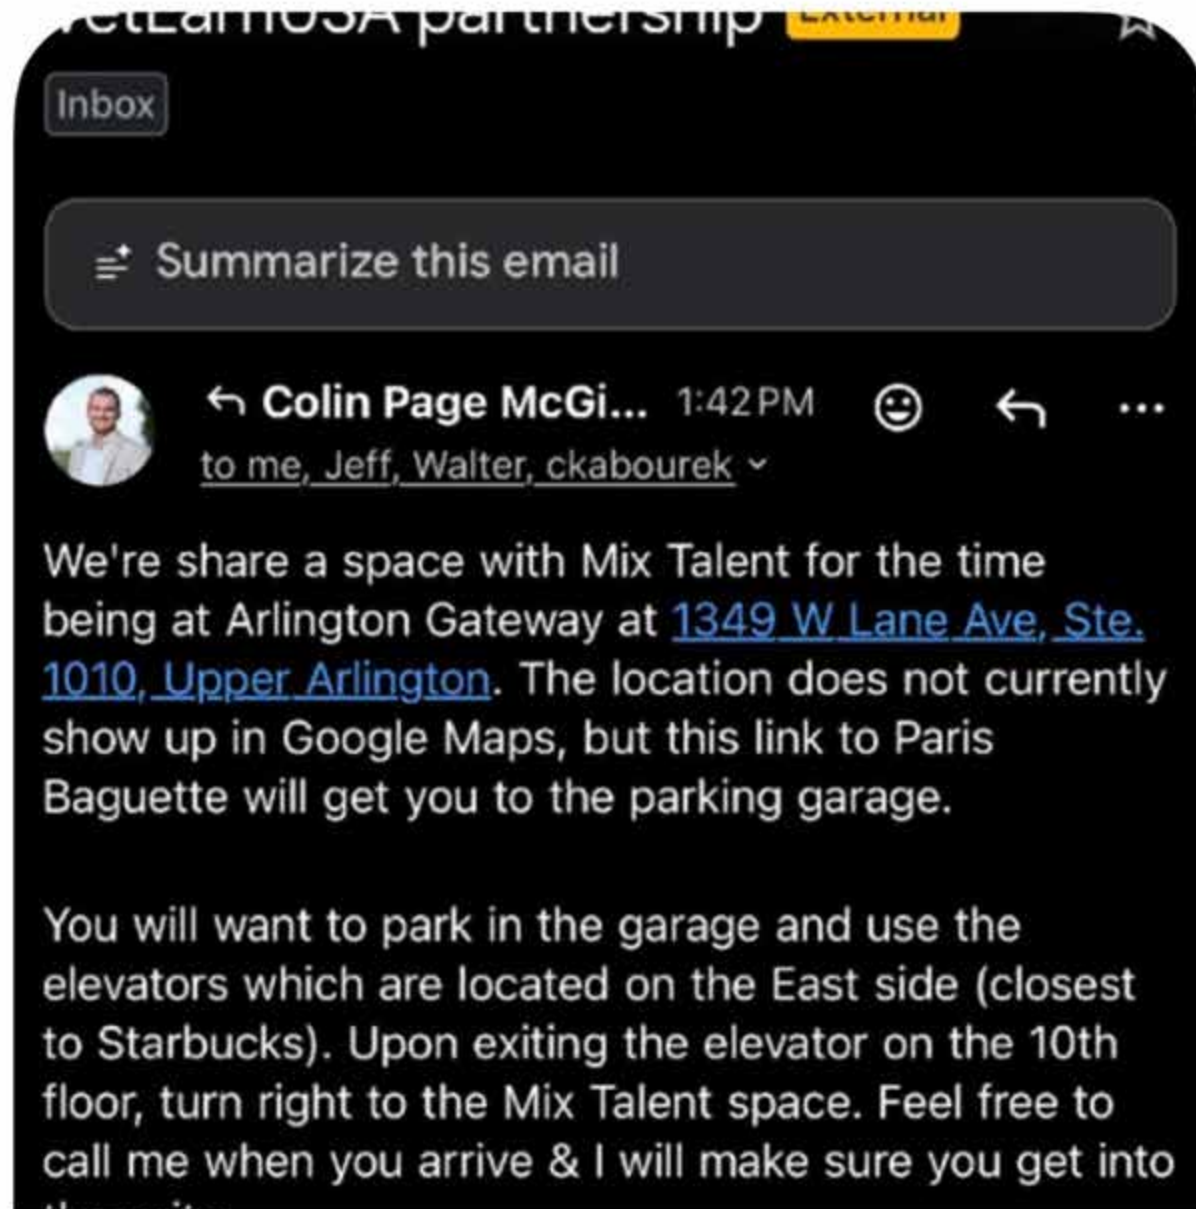 partnership External
Inbox
Summarize this email
Colin Page McGi... 1:42 PM
to me, Jeff, Walter, ckabourek
We're share a space with Mix Talent for the time
being at Arlington Gateway at 1349 W Lane Ave, Ste.
1010, Upper Arlington. The location does not currently
show up in Google Maps, but this link to Paris
Baguette will get you to the parking garage.
You will want to park in the garage and use the
elevators which are located on the East side (closest
to Starbucks). Upon exiting the elevator on the 10th
floor, turn right to the Mix Talent space. Feel free to
call me when you arrive & I will make sure you get into